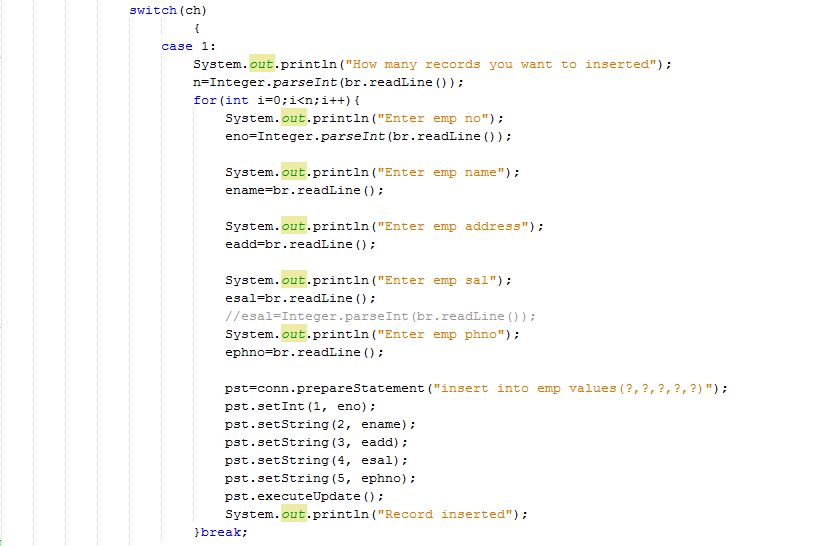 switch(ch)
{
case 1:
System.out.println("How many records you want to inserted");
n=Integer.parseInt(br.readLine());
for(int i=0;i<n;i++){
System.out.println("Enter emp no");
eno=Integer.parseInt(br.readLine());
System.out.println("Enter emp name");
ename=br.readLine();
System.out.println("Enter emp address");
eadd=br.readLine();
System.out.println("Enter emp sal");
esal=br.readLine();
//esal=Integer.parseInt(br.readLine());
System.out.println("Enter emp phno");
ephno=br.readLine();
pst=conn.prepareStatement("insert into emp values(?,?,?,?,?)");
pst.setInt(1, eno);
pst.setString(2, ename);
pst.setString(3, eadd);
pst.setString(4, esal);
pst.setString(5, ephno);
pst.executeUpdate();
System.out.println("Record inserted");
}break;